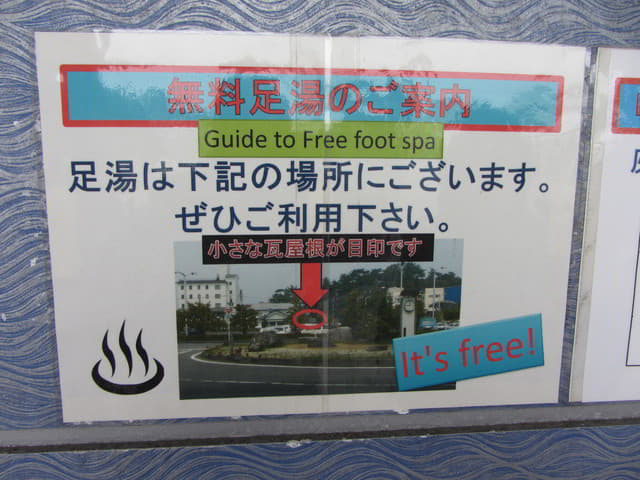 無料足湯のご案内
Guide to Free foot spa
足湯は下記の場所にございます。
ぜひご利用下さい。
小さな瓦屋根が目印です
It's free!